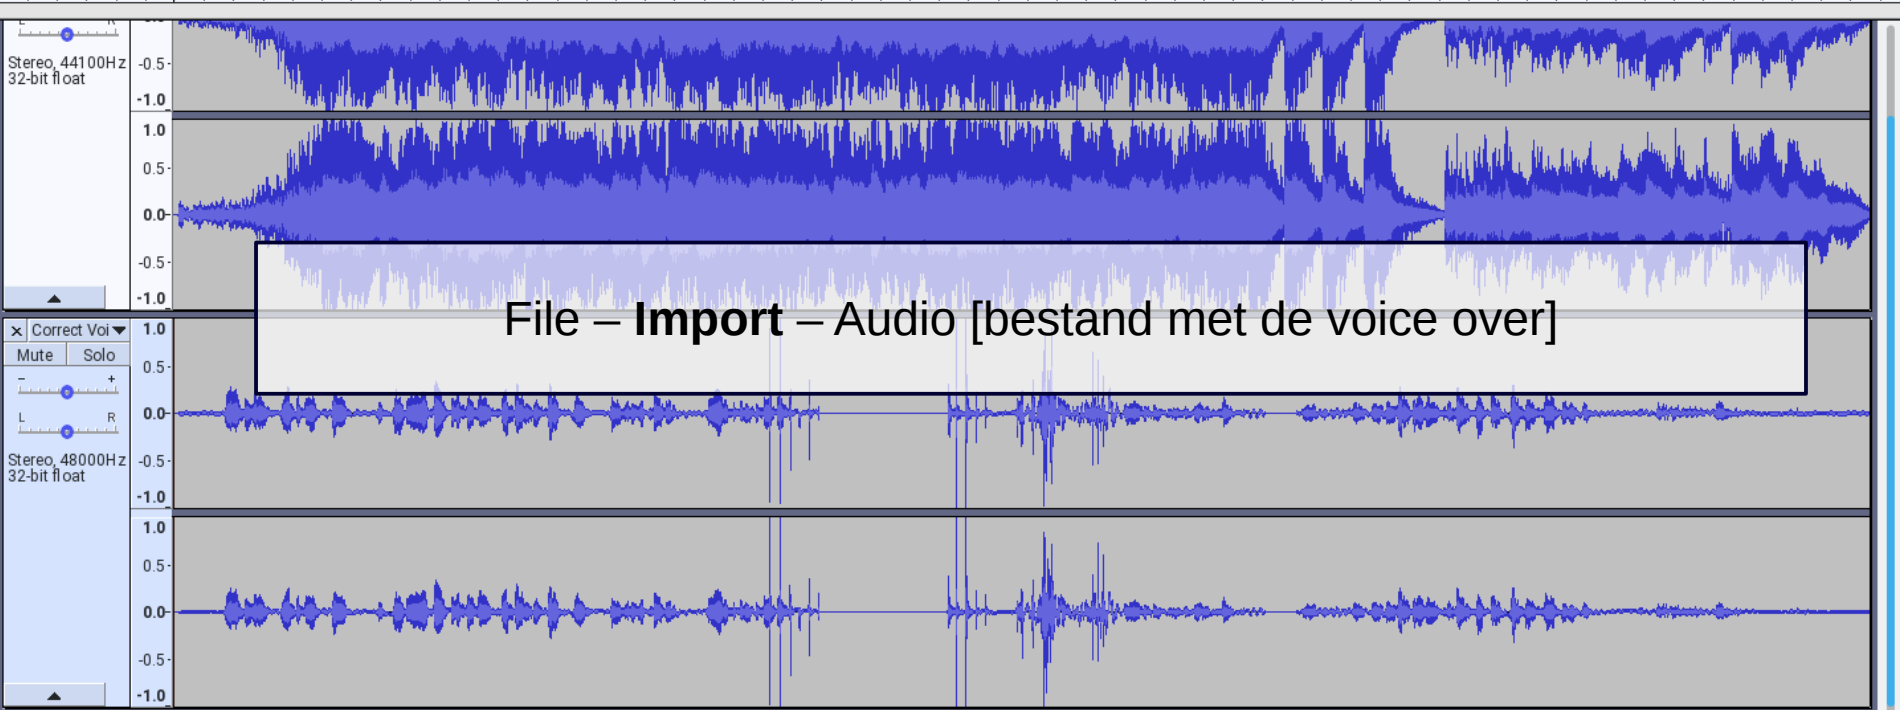 L R
Stereo, 44100Hz
32-bit float
-0.5
-1.0
1.0
0.5
0.0
-0.5
-1.0
File – Import – Audio [bestand met de voice over]
× Correct Voi
Mute Solo
- +
L R
Stereo, 48000Hz
32-bit float
1.0
0.5
0.0
-0.5
-1.0
1.0
0.5
0.0
-0.5
-1.0